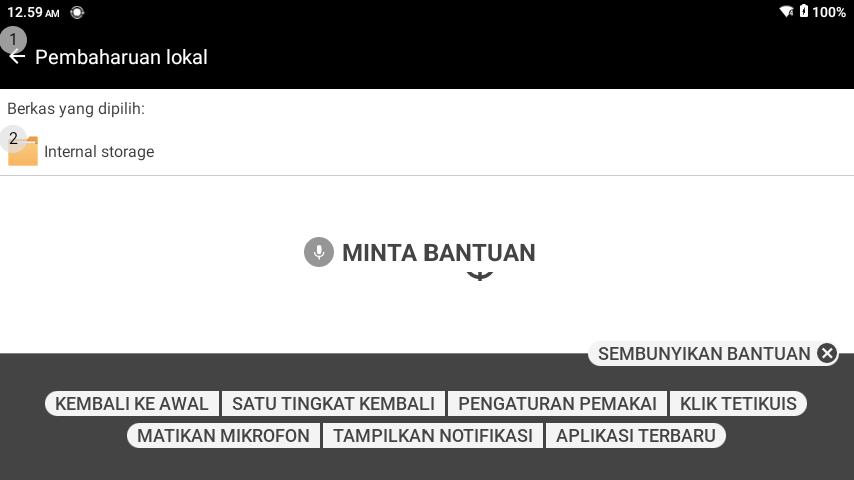 12.59 AM 100%
1
Pembaharuan lokal
Berkas yang dipilih:
2
Internal storage
MINTA BANTUAN
SEMBUNYIKAN BANTUAN
KEMBALI KE AWAL SATU TINGKAT KEMBALI PENGATURAN PEMAKAI KLIK TETIKUIS
MATIKAN MIKROFON TAMPILKAN NOTIFIKASI APLIKASI TERBARU